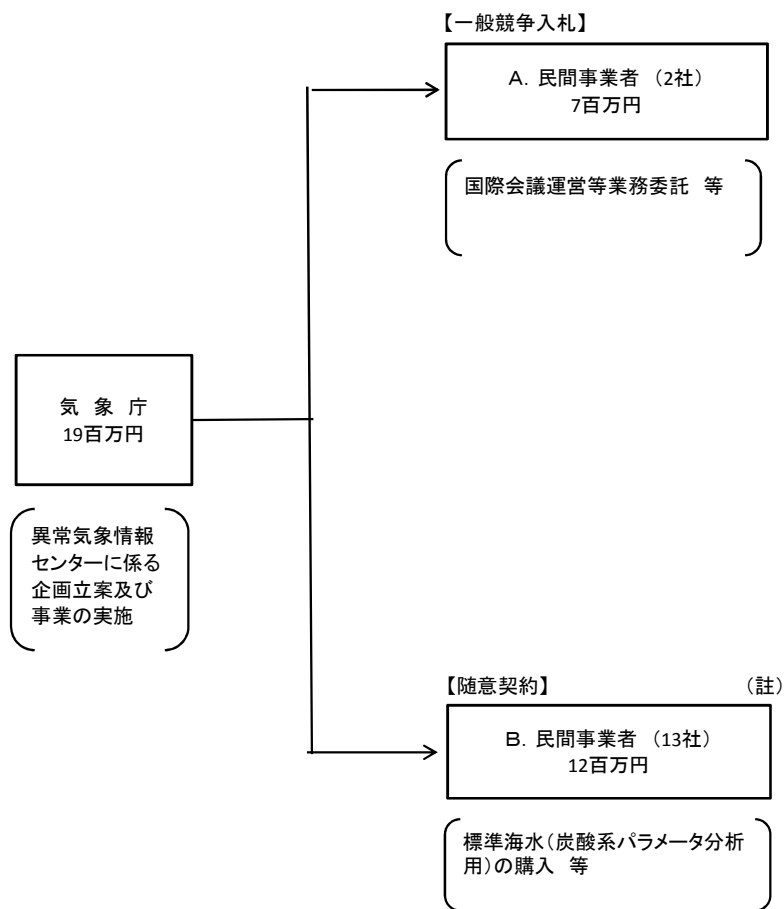 【一般競争入札】
A. 民間事業者 (2社)
7百万円
国際会議運営等業務委託 等
気 象 庁
19百万円
異常気象情報
センターに係る
企画立案及び
事業の実施
【随意契約】 (註)
B. 民間事業者 (13社)
12百万円
標準海水(炭酸系パラメータ分析
用)の購入 等